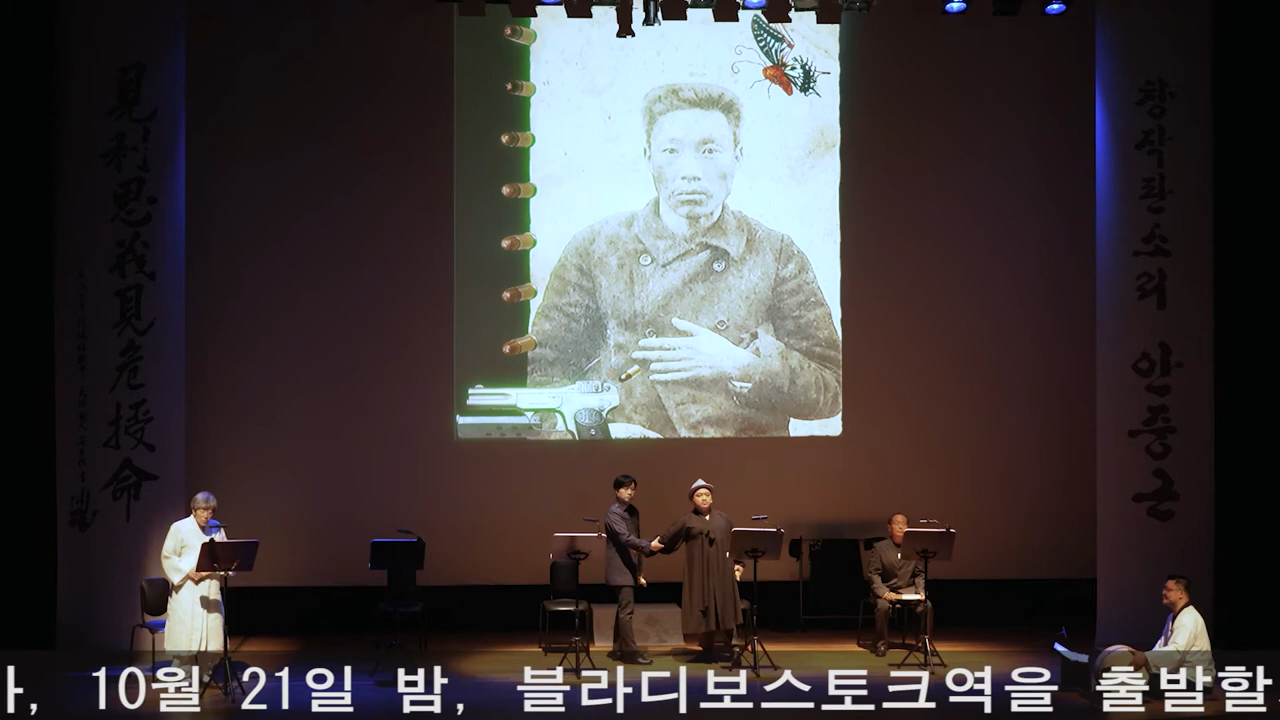 見利思義見危授命
창작판소리 안중근
10월 21일 밤, 블라디보스토크역을 출발할